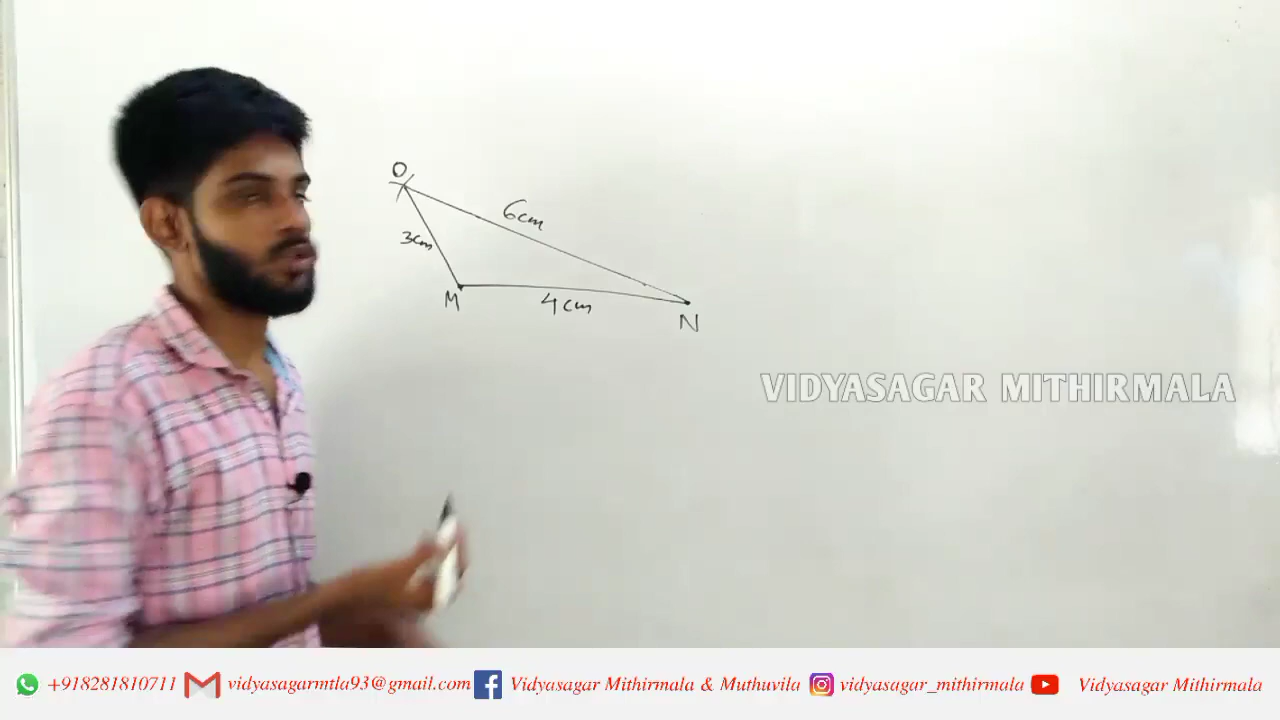 O
6cm
3cm
M
4cm
N
VIDYASAGAR MITHIRMALA
+918281810711 vidyasagarmtla93@gmail.com Vidyasagar Mithirmala & Muthuvila vidyasagar_mithirmala Vidyasagar Mithirmala